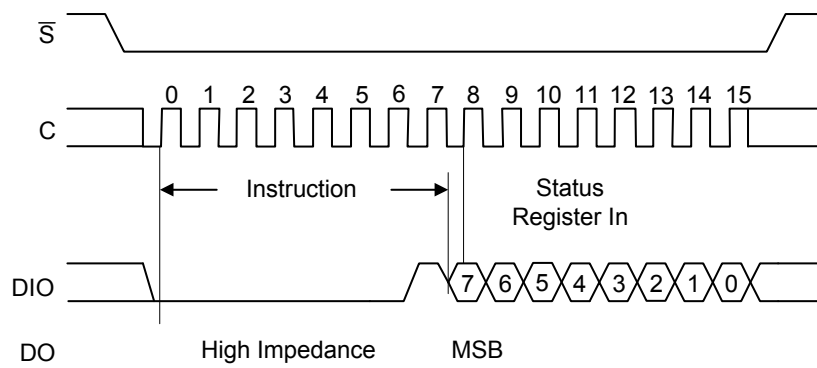 S̅
0 1 2 3 4 5 6 7 8 9 10 11 12 13 14 15
C
Instruction
Status
Register In
DIO
7 6 5 4 3 2 1 0
DO
High Impedance
MSB